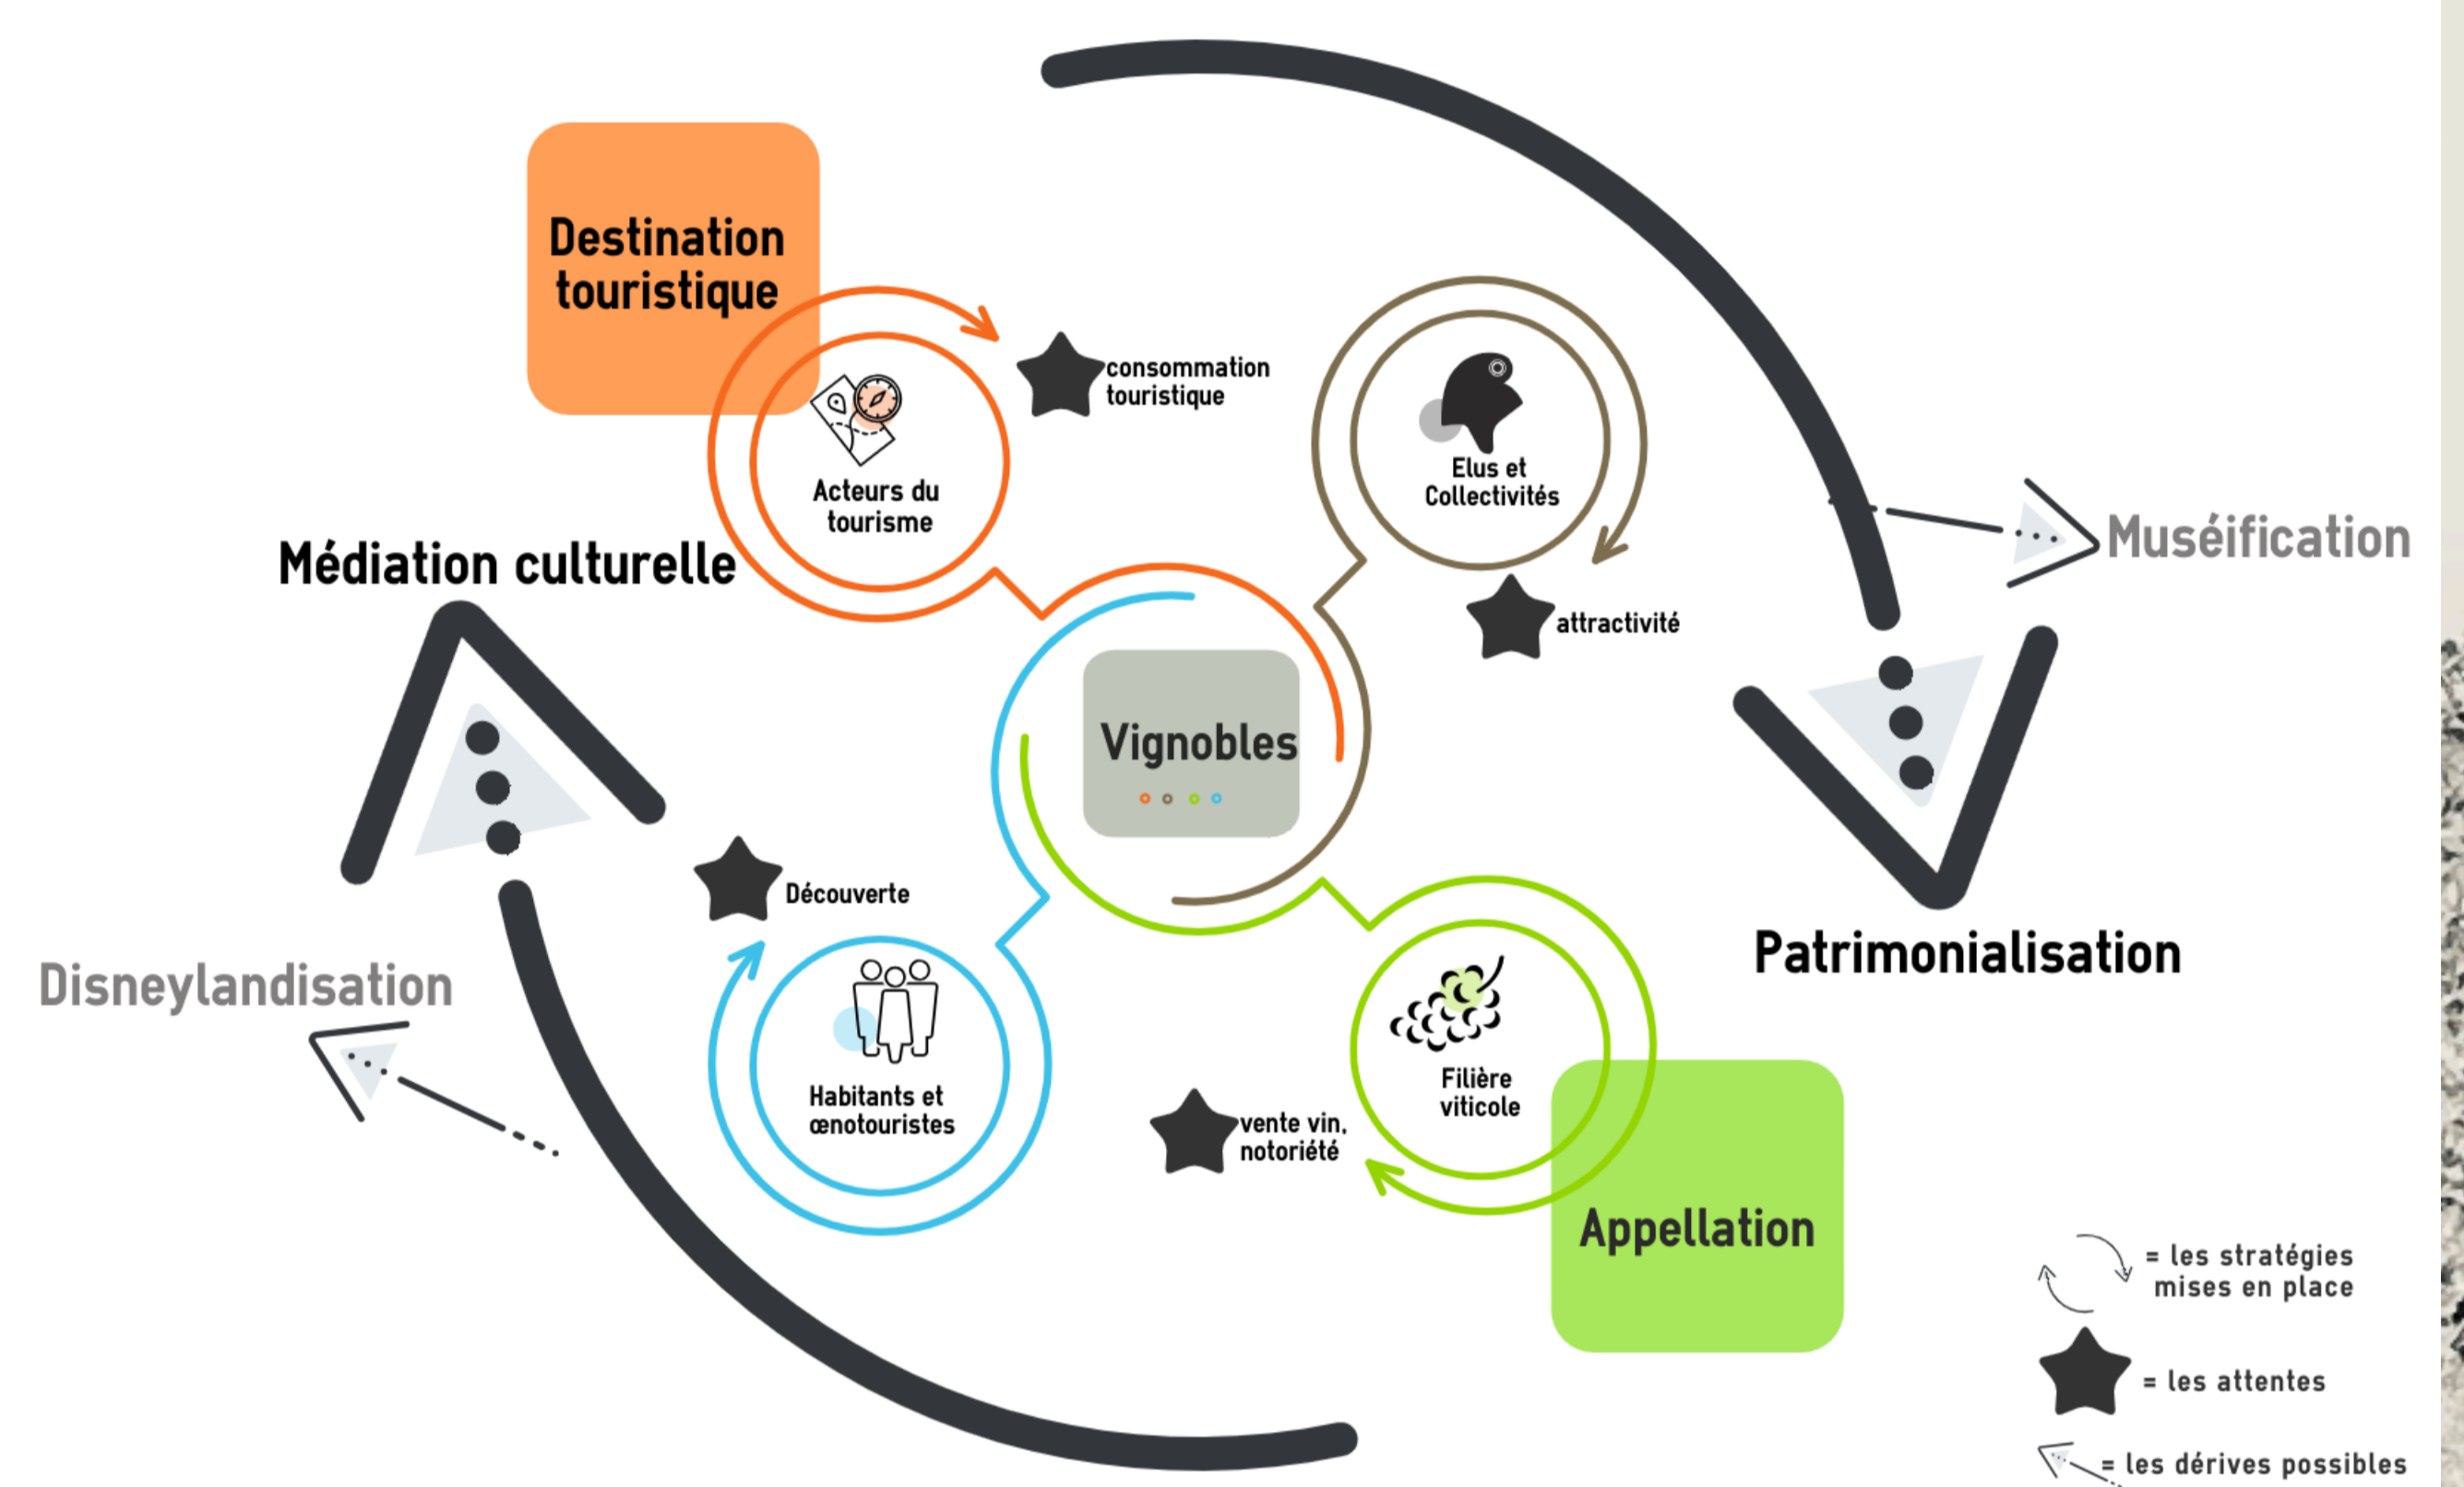 Destination
touristique
consommation
touristique
Acteurs du
tourisme
Elus et
Collectivités
attractivité
Muséification
Médiation culturelle
Vignobles
Patrimonialisation
Découverte
Disneylandisation
Habitants et
œnotouristes
Filière
viticole
vente vin,
notoriété
Appellation
= les stratégies
mises en place
= les attentes
= les dérives possibles